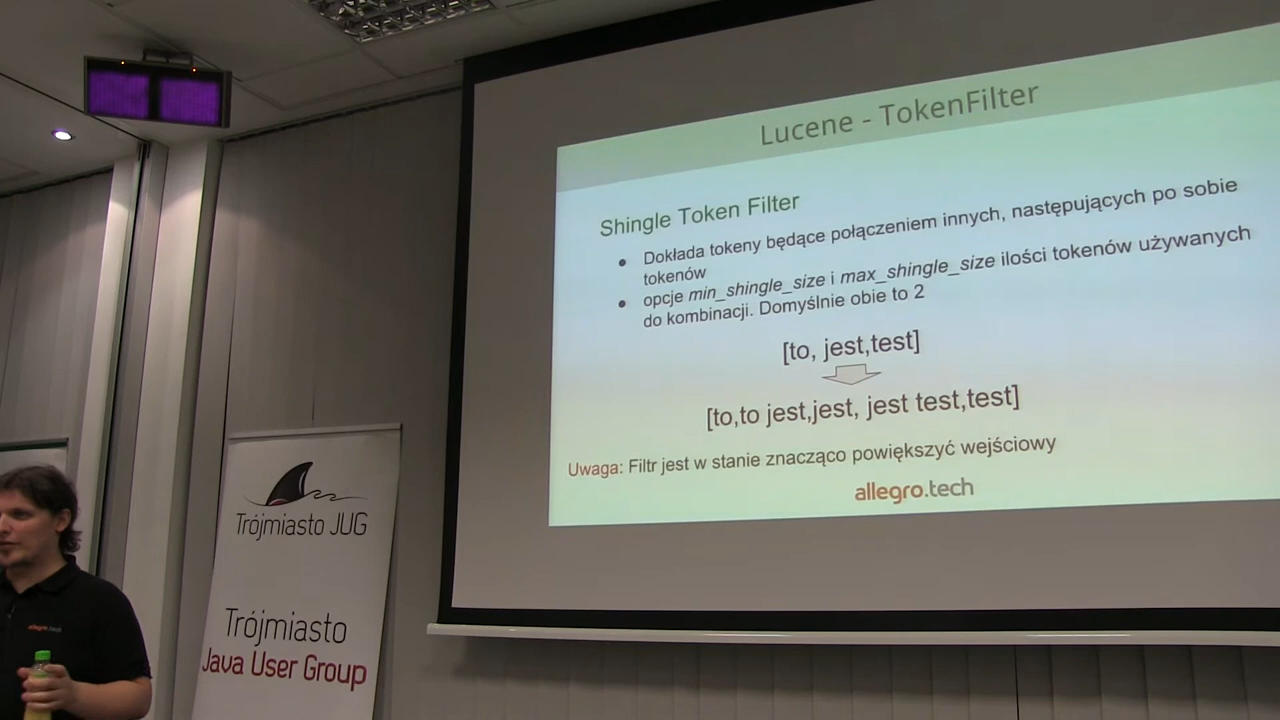 Lucene - TokenFilter
Shingle Token Filter
● Dokłada tokeny będące połączeniem innych, następujących po sobie
tokenów
● opcje min_shingle_size i max_shingle_size ilości tokenów używanych
do kombinacji. Domyślnie obie to 2
[to, jest,test]
[to,to jest,jest, jest test,test]
Uwaga: Filtr jest w stanie znacząco powiększyć wejściowy
allegro.tech
Trójmiasto JUG
Trójmiasto
Java User Group
allegro.tech